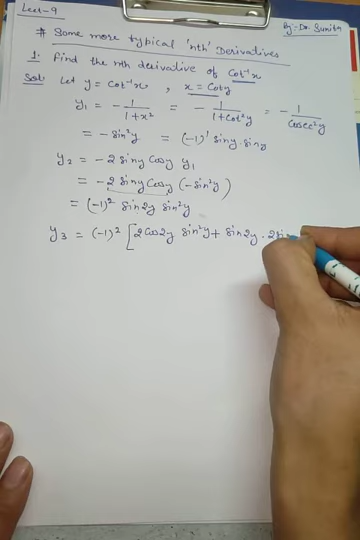 Lect-9
By:- Dr. Sunita
# Some more typical 'nth' Derivatives
1. Find the nth derivative of Cot⁻¹x
Sol: Let y = Cot⁻¹x , x = Coty
y₁ = - 1/(1+x²) = - 1/(1+cot²y) = - 1/Cosec²y
= -sin²y = (-1)¹ siny.siny
y₂ = -2 siny Cosy y₁
= -2 siny Cosy (-sin²y)
= (-1)² sin2y sin²y
y₃ = (-1)² [2 Cos2y sin²y + sin2y . 2si